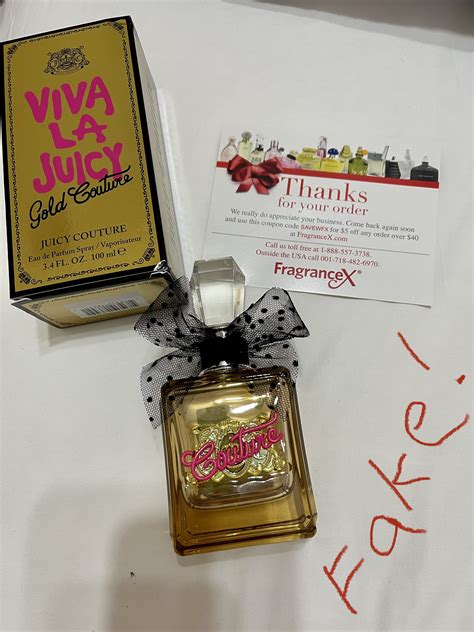 VIVA
LA
JUICY
Gold Couture
JUICY COUTURE
Eau de Parfum Spray / Vaporisateur
3.4 FL. OZ. 100 ml ℮
Thanks
for your order
We really do appreciate your business. Come back again soon
and use this coupon code SAVEWFX for $5 off any order over $40
at FragranceX.com
Call us toll free at 1-888-557-3738.
Outside the USA call 001-718-482-6970.
FragranceX
Couture
Fake!